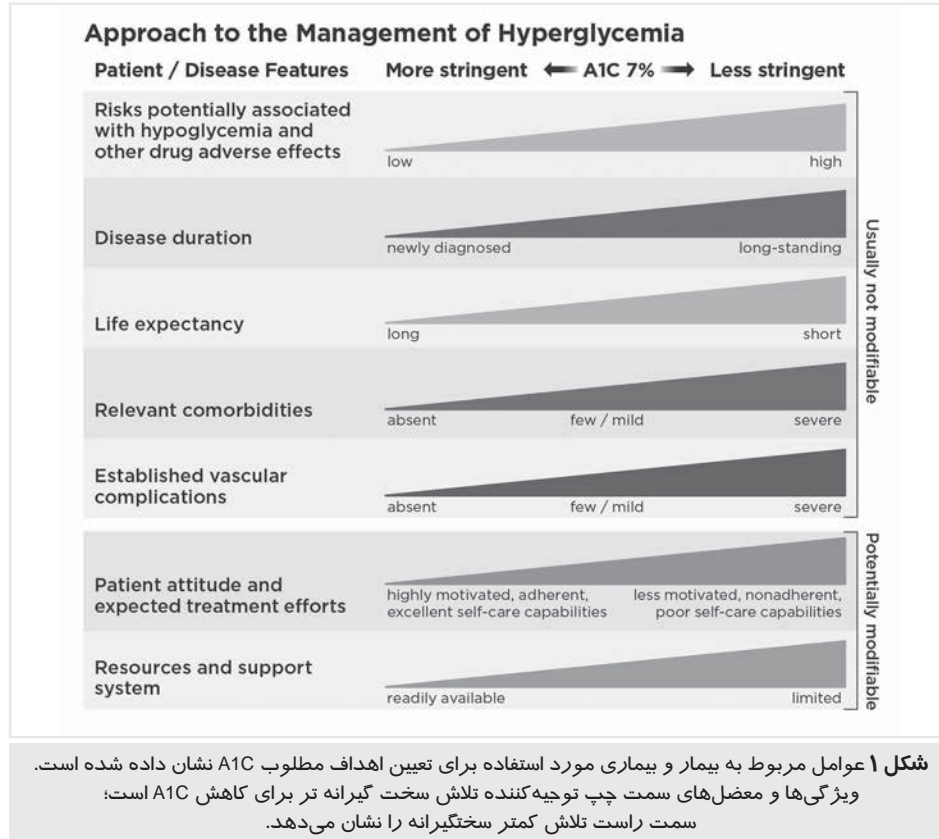 Approach to the Management of Hyperglycemia
Patient / Disease Features More stringent ⟵ A1C 7% ⟶ Less stringent
Risks potentially associated
with hypoglycemia and
other drug adverse effects
low high
Disease duration
newly diagnosed long-standing
Life expectancy
long short
Relevant comorbidities
absent few / mild severe
Established vascular
complications
absent few / mild severe
Usually not modifiable
Patient attitude and
expected treatment efforts
highly motivated, adherent,
excellent self-care capabilities
less motivated, nonadherent,
poor self-care capabilities
Resources and support
system
readily available limited
Potentially modifiable
شکل ۱ عوامل مربوط به بیمار و بیماری مورد استفاده برای تعیین اهداف مطلوب A1C نشان داده شده است.
ویژگی‌ها و معضل‌های سمت چپ توجیه‌کننده تلاش سخت گیرانه تر برای کاهش A1C است؛
سمت راست تلاش کمتر سختگیرانه را نشان می‌دهد.